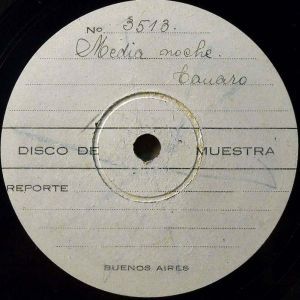 No 3513.
Media noche.
Canaro
DISCO DE MUESTRA
REPORTE
BUENOS AIRES